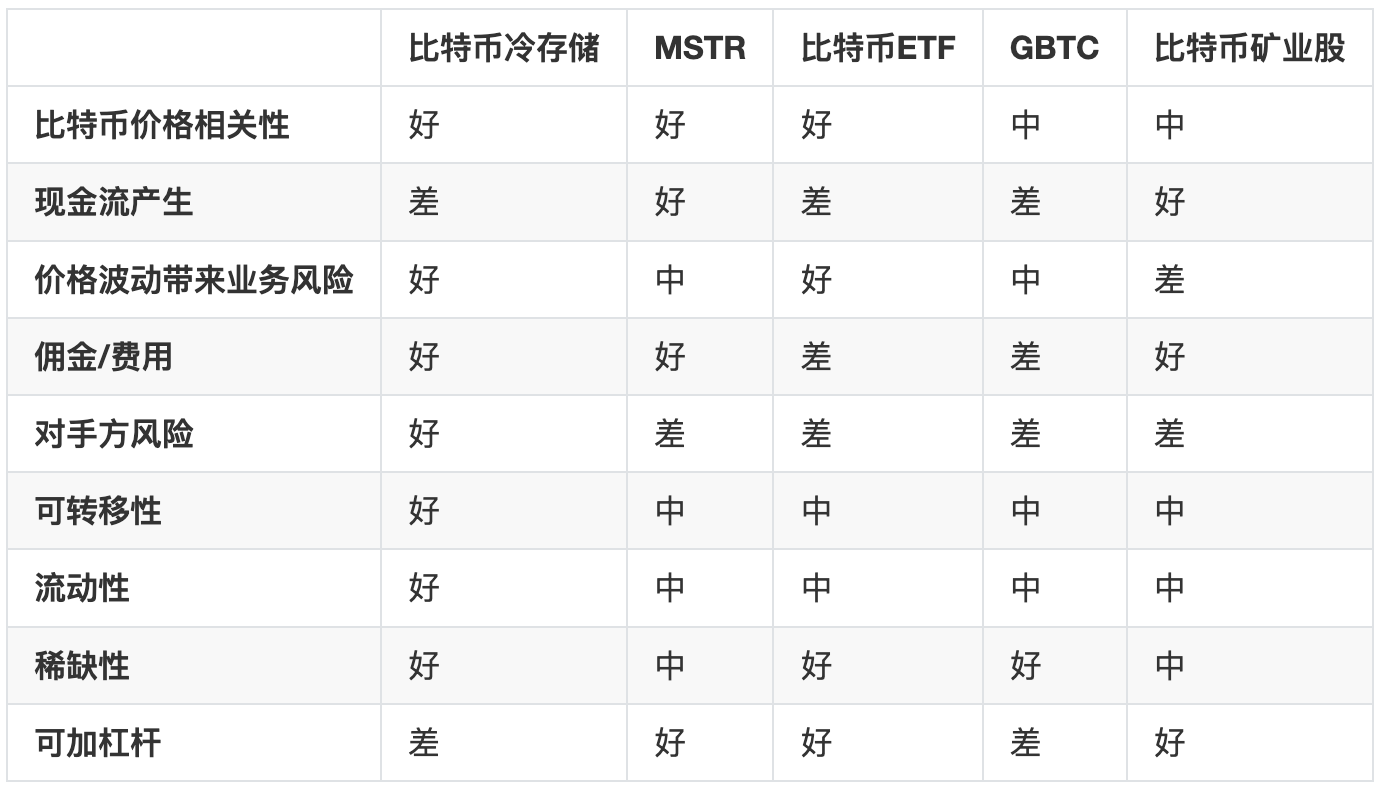 比特币冷存储 MSTR 比特币ETF GBTC 比特币矿业股
比特币价格相关性 好 好 好 中 中
现金流产生 差 好 差 差 好
价格波动带来业务风险 好 中 好 中 差
佣金/费用 好 好 差 差 好
对手方风险 好 差 差 差 差
可转移性 好 中 中 中 中
流动性 好 中 中 中 中
稀缺性 好 中 好 好 中
可加杠杆 差 好 好 差 好